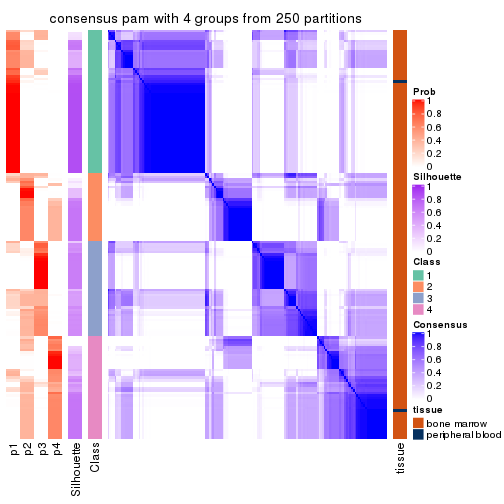 consensus pam with 4 groups from 250 partitions
Prob
1
0.8
0.6
0.4
0.2
0
Silhouette
1
0.8
0.6
0.4
0.2
0
Class
1
2
3
4
Consensus
1
0.8
0.6
0.4
0.2
0
tissue
bone marrow
peripheral blood
p1
p2
p3
p4
Silhouette
Class
tissue